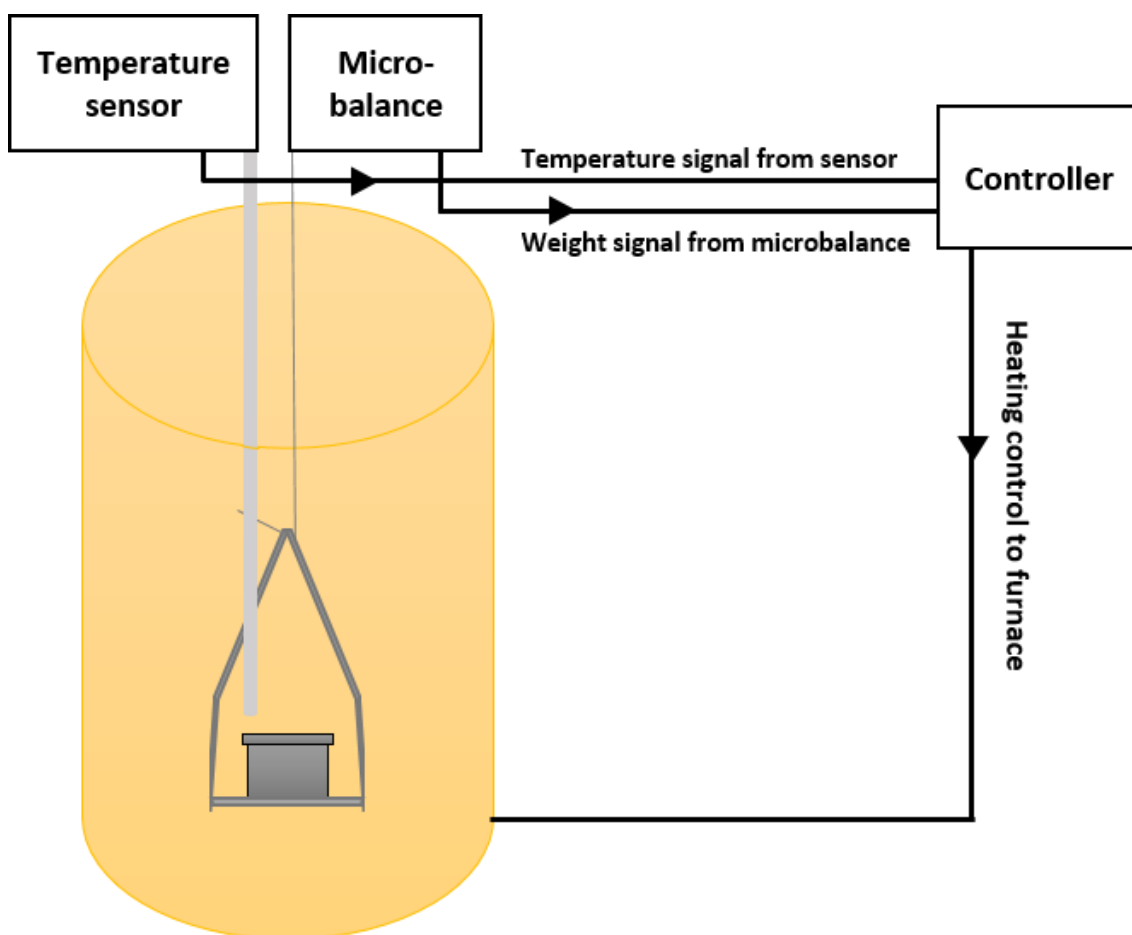 Temperature
sensor
Micro-
balance
Temperature signal from sensor
Controller
Weight signal from microbalance
Heating control to furnace